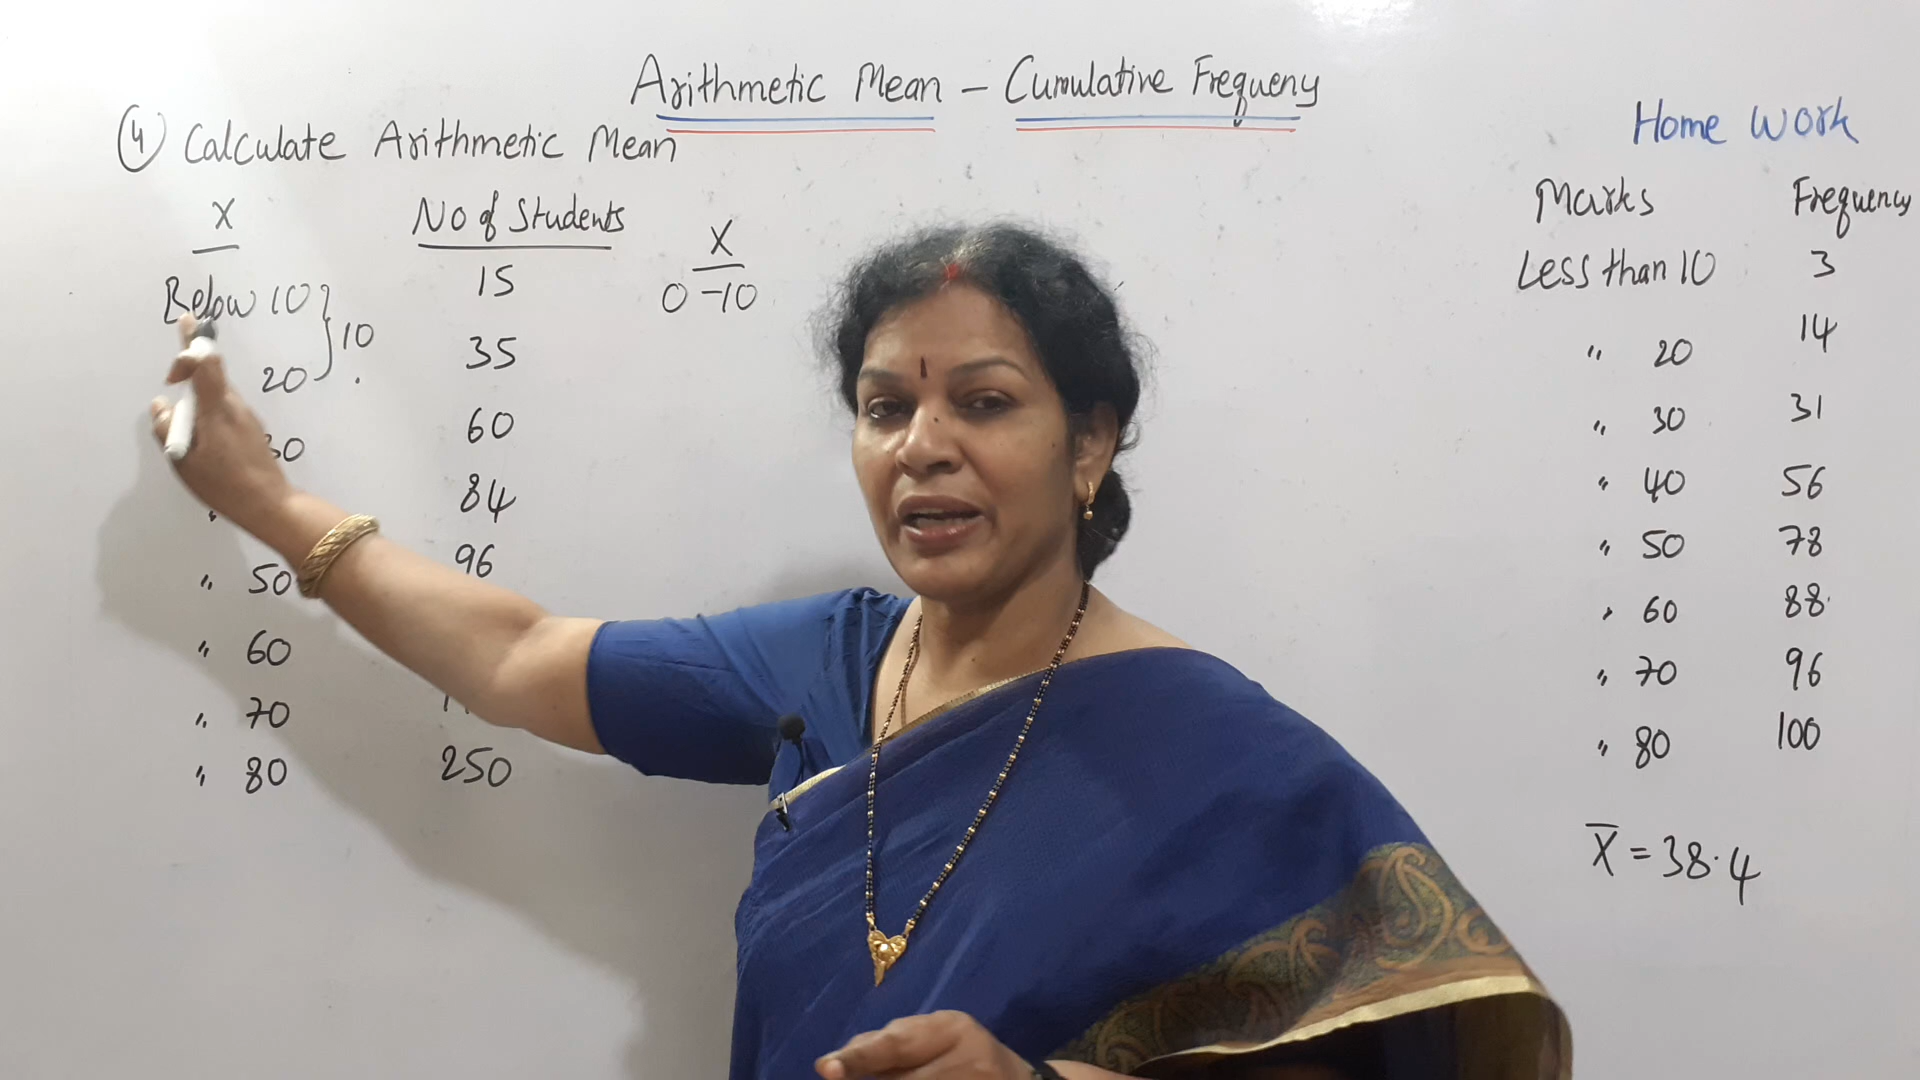 Arithmetic Mean – Cumulative Frequeny
④ Calculate Arithmetic Mean
X No of Students
Below 10 15
20 35
10
30 60
84
" 50 96
" 60
" 70
" 80 250
X
0-10
Home Work
Marks Frequency
Less than 10 3
" 20 14
" 30 31
" 40 56
" 50 78
" 60 88
" 70 96
" 80 100
X̅ = 38.4